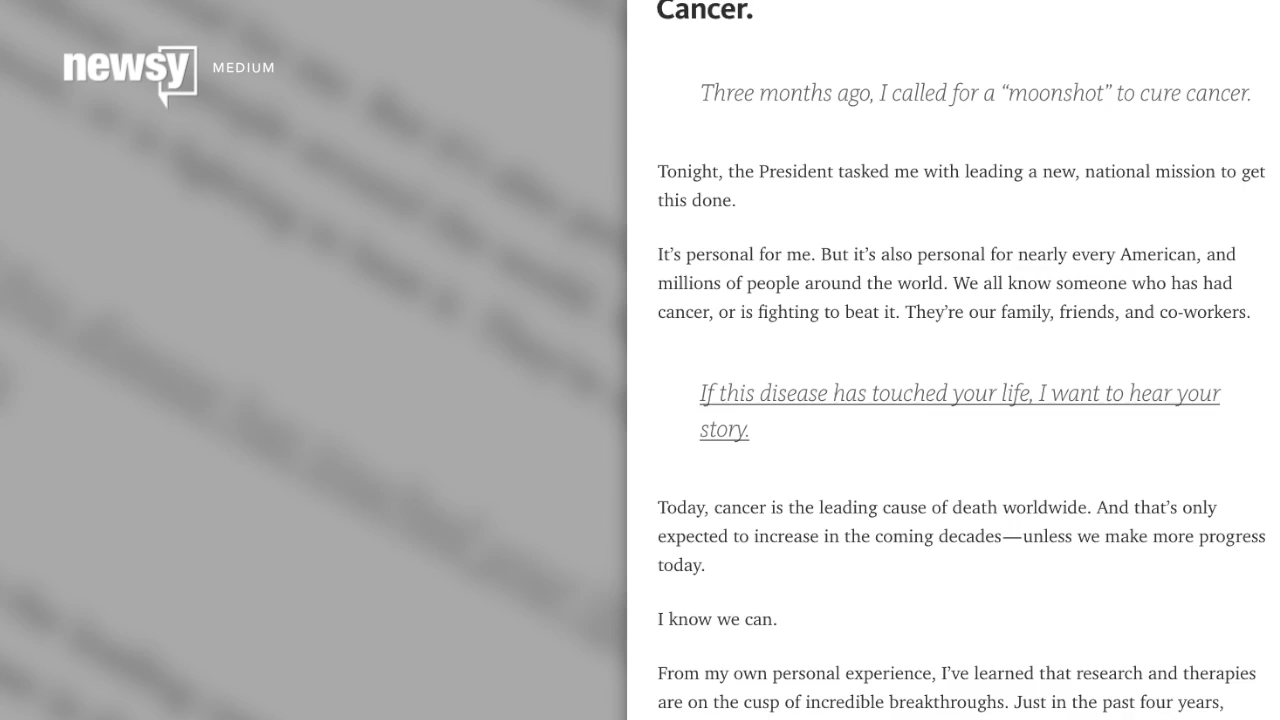 newsy MEDIUM
Cancer.
Three months ago, I called for a “moonshot” to cure cancer.
Tonight, the President tasked me with leading a new, national mission to get
this done.
It’s personal for me. But it’s also personal for nearly every American, and
millions of people around the world. We all know someone who has had
cancer, or is fighting to beat it. They’re our family, friends, and co-workers.
If this disease has touched your life, I want to hear your
story.
Today, cancer is the leading cause of death worldwide. And that’s only
expected to increase in the coming decades — unless we make more progress
today.
I know we can.
From my own personal experience, I’ve learned that research and therapies
are on the cusp of incredible breakthroughs. Just in the past four years,